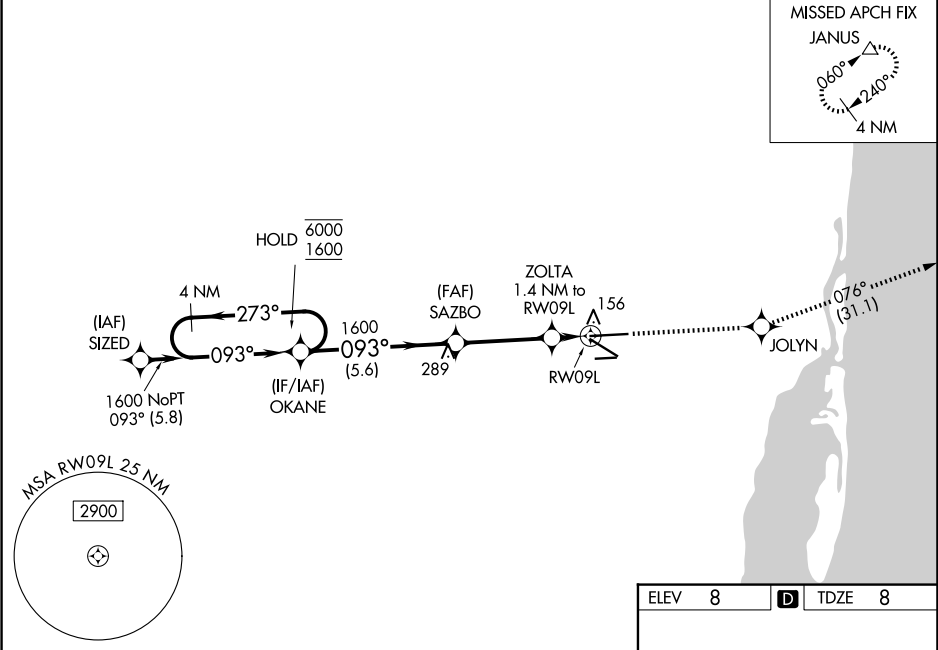 MISSED APCH FIX
JANUS
060°
240°
4 NM
HOLD
6000
1600
4 NM
273°
093°
(IAF)
SIZED
1600 NoPT
093° (5.8)
(IF/IAF)
OKANE
1600
093°
(5.6)
(FAF)
SAZBO
289
ZOLTA
1.4 NM to
RW09L
156
RW09L
JOLYN
076°
(31.1)
MSA RW09L 25 NM
2900
ELEV 8 D TDZE 8